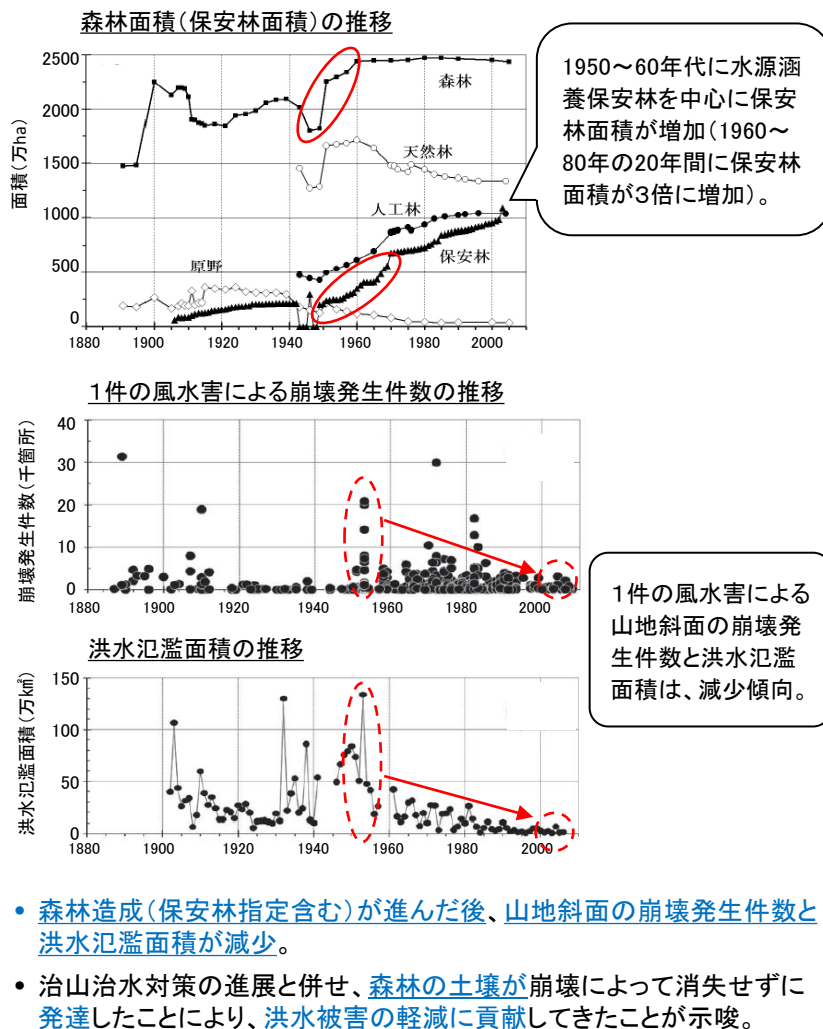 森林面積(保安林面積)の推移
面積(万ha)
2500
2000
1500
1000
500
0
1880
1900
1920
1940
1960
1980
2000
森林
天然林
人工林
保安林
原野
1950～60年代に水源涵
養保安林を中心に保安
林面積が増加(1960～
80年の20年間に保安林
面積が3倍に増加)。
1件の風水害による崩壊発生件数の推移
崩壊発生件数(千箇所)
40
30
20
10
0
1880
1900
1920
1940
1960
1980
2000
1件の風水害による
山地斜面の崩壊発
生件数と洪水氾濫
面積は、減少傾向。
洪水氾濫面積の推移
洪水氾濫面積(万㎢)
150
100
50
0
1880
1900
1920
1940
1960
1980
2000
• 森林造成(保安林指定含む)が進んだ後、山地斜面の崩壊発生件数と
洪水氾濫面積が減少。
• 治山治水対策の進展と併せ、森林の土壌が崩壊によって消失せずに
発達したことにより、洪水被害の軽減に貢献してきたことが示唆。